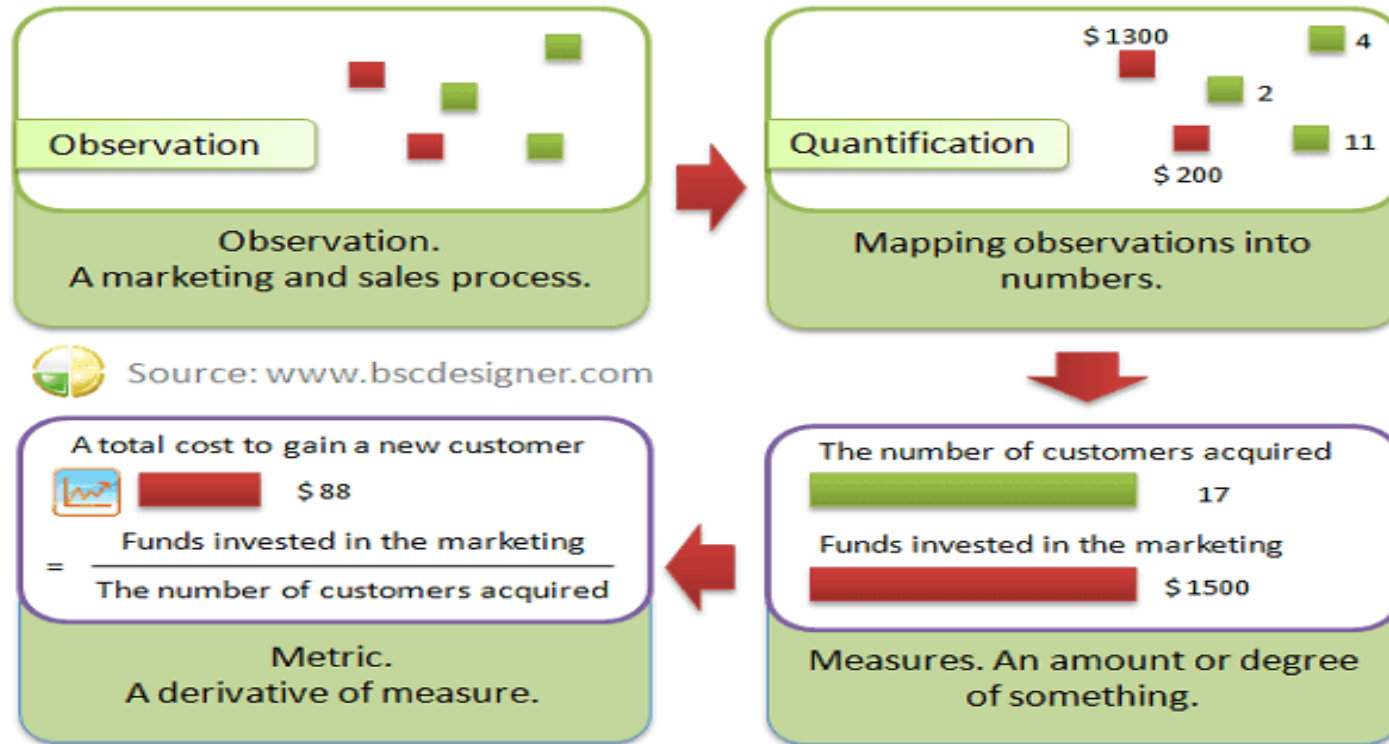 Observation
Observation.
A marketing and sales process.
$ 1300
4
2
Quantification
11
$ 200
Mapping observations into
numbers.
Source: www.bscdesigner.com
A total cost to gain a new customer
$ 88
Funds invested in the marketing
=
The number of customers acquired
Metric.
A derivative of measure.
The number of customers acquired
17
Funds invested in the marketing
$ 1500
Measures. An amount or degree
of something.